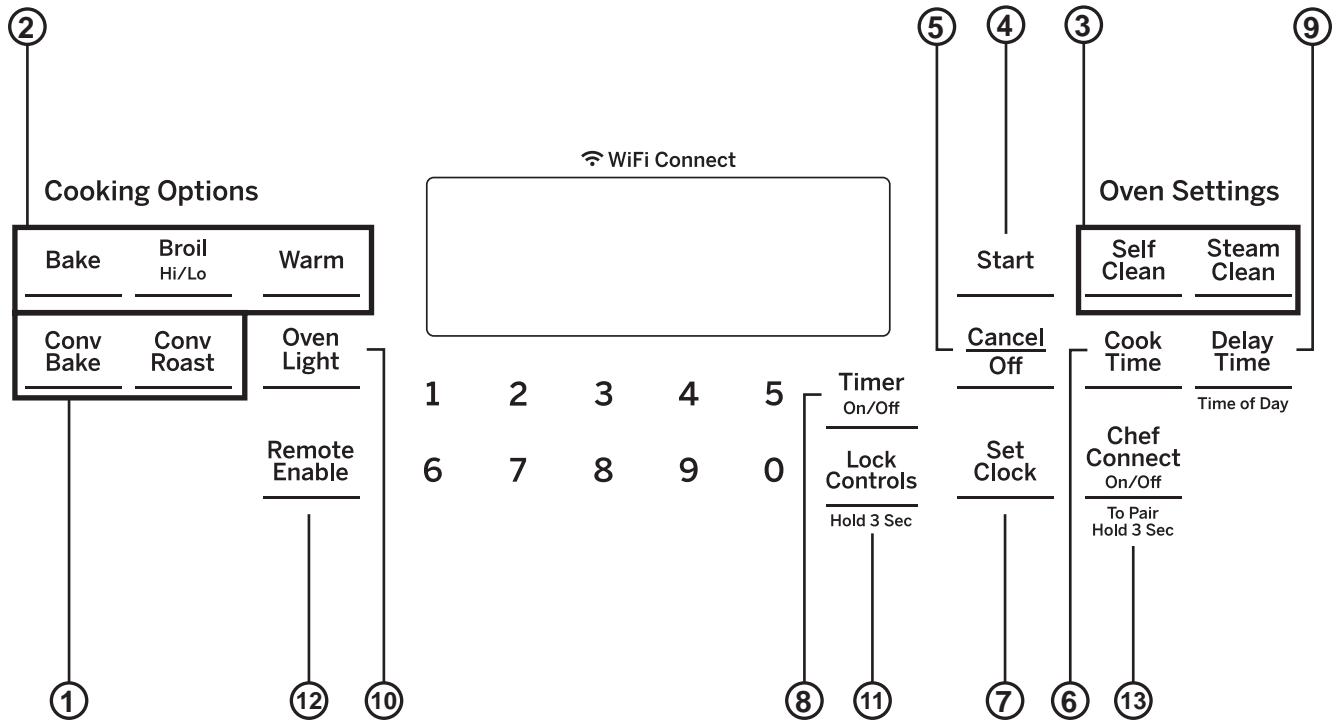 2
5
4
3
9
WiFi Connect
Cooking Options
Oven Settings
Bake
Broil
Hi/Lo
Warm
Start
Self
Clean
Steam
Clean
Conv
Bake
Conv
Roast
Oven
Light
Cancel
Off
Cook
Time
Delay
Time
Time of Day
1 2 3 4 5
Timer
On/Off
Remote
Enable
6 7 8 9 0
Lock
Controls
Hold 3 Sec
Set
Clock
Chef
Connect
On/Off
To Pair
Hold 3 Sec
1
12
10
8
11
7
6
13